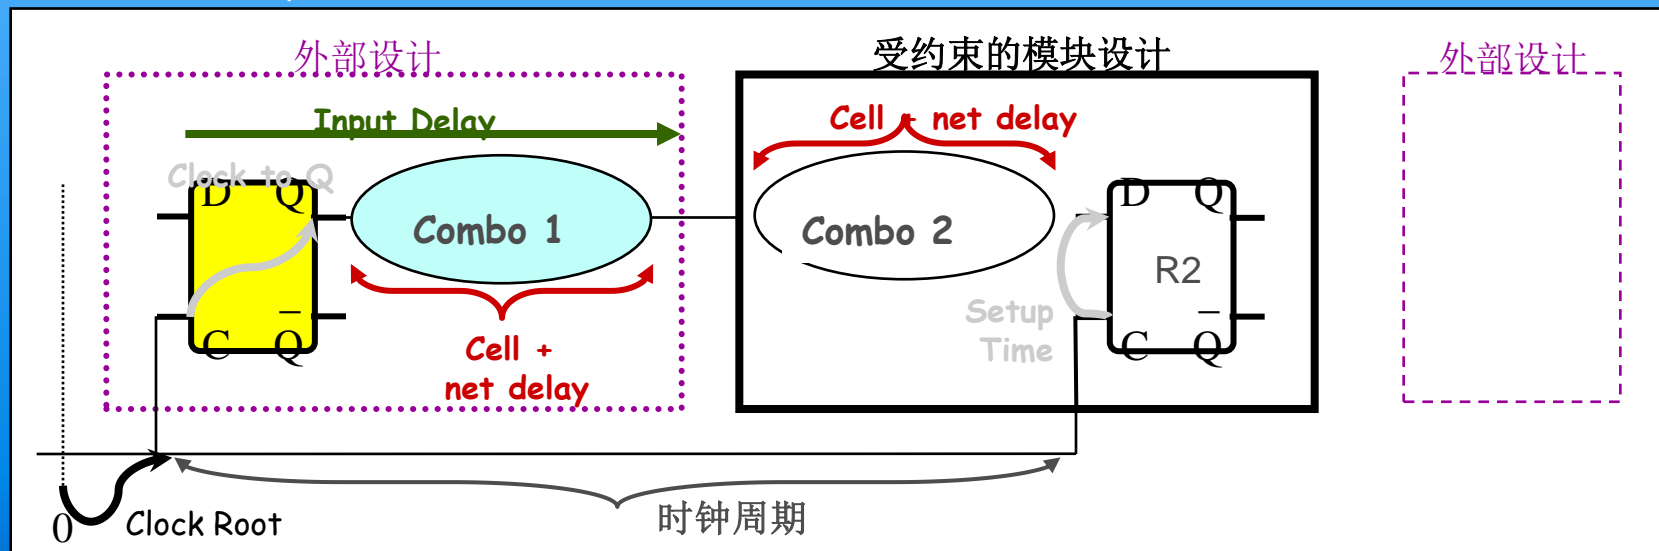 外部设计
受约束的模块设计
外部设计
Input Delay
Cell + net delay
Clock to Q
D Q
Combo 1
Combo 2
D Q
R2
Setup
Time
C Q
C Q
Cell +
net delay
时钟周期
0
Clock Root